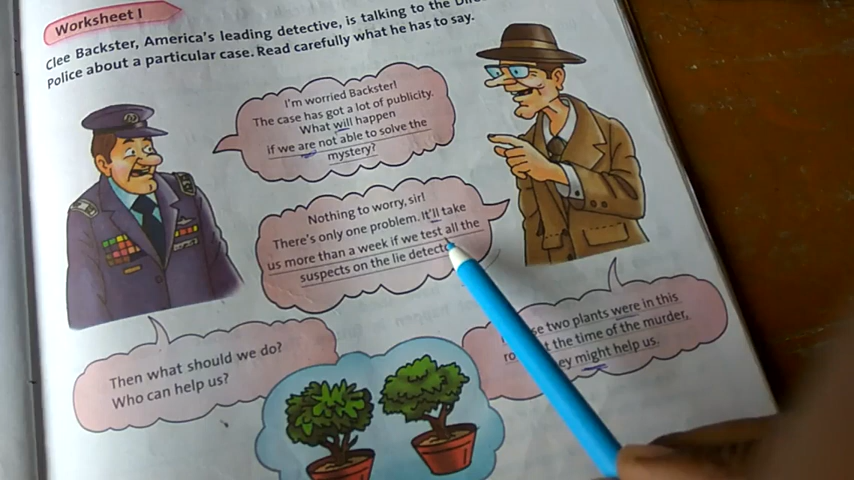 Worksheet I
Clee Backster, America's leading detective, is talking to the
Police about a particular case. Read carefully what he has to say.
I'm worried Backster!
The case has got a lot of publicity.
What will happen
if we are not able to solve the
mystery?
Nothing to worry, sir!
There's only one problem. It'll take
us more than a week if we test all the
suspects on the lie
Then what should we do?
Who can help us?
two plants were in this
the time of the murder,
might help us.